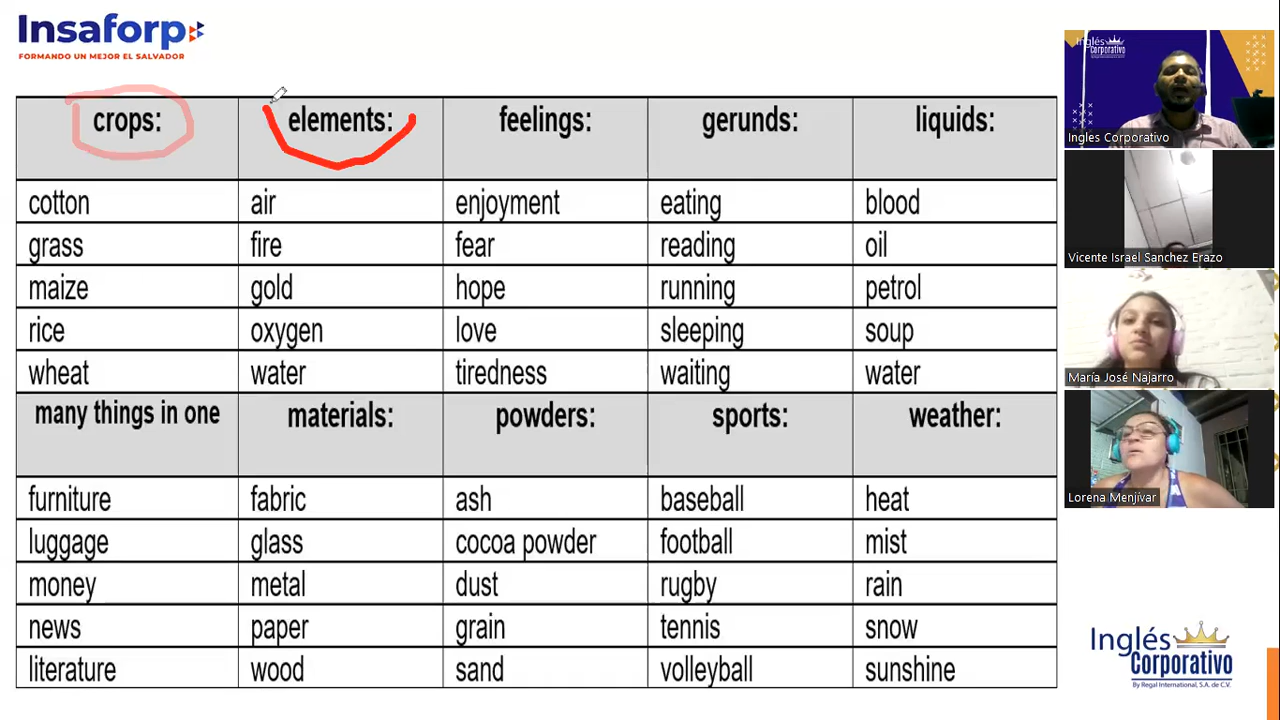 Insaforp
FORMANDO UN MEJOR EL SALVADOR
crops: elements: feelings: gerunds: liquids:
cotton air enjoyment eating blood
grass fire fear reading oil
maize gold hope running petrol
rice oxygen love sleeping soup
wheat water tiredness waiting water
many things in one materials: powders: sports: weather:
furniture fabric ash baseball heat
luggage glass cocoa powder football mist
money metal dust rugby rain
news paper grain tennis snow
literature wood sand volleyball sunshine
Inglés
CORPORATIVO
Ingles Corporativo
Vicente Israel Sanchez Erazo
María José Najarro
Lorena Menjívar
Inglés
Corporativo
By Regal International, S.A. de C.V.